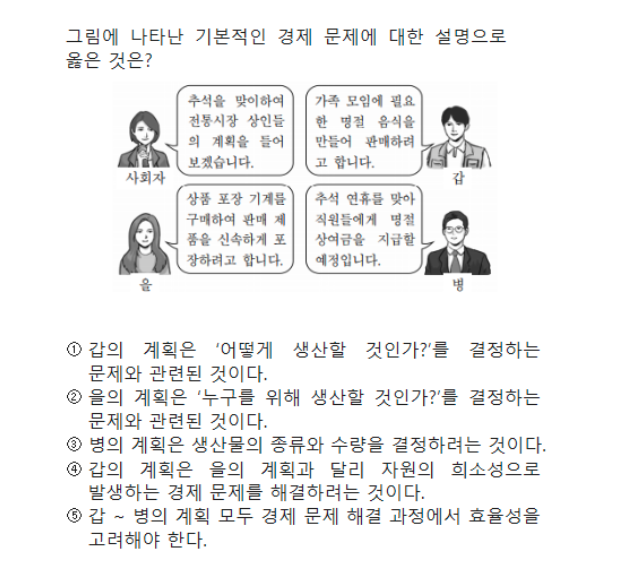 그림에 나타난 기본적인 경제 문제에 대한 설명으로
옳은 것은?
추석을 맞이하여
전통시장 상인들
의 계획을 들어
보겠습니다.
사회자
가족 모임에 필요
한 명절 음식을
만들어 판매하려
고 합니다.
갑
상품 포장 기계를
구매하여 판매 제
품을 신속하게 포
장하려고 합니다.
을
추석 연휴를 맞아
직원들에게 명절
상여금을 지급할
예정입니다.
병
① 갑의 계획은 ‘어떻게 생산할 것인가?’를 결정하는
문제와 관련된 것이다.
② 을의 계획은 ‘누구를 위해 생산할 것인가?’를 결정하는
문제와 관련된 것이다.
③ 병의 계획은 생산물의 종류와 수량을 결정하려는 것이다.
④ 갑의 계획은 을의 계획과 달리 자원의 희소성으로
발생하는 경제 문제를 해결하려는 것이다.
⑤ 갑 ~ 병의 계획 모두 경제 문제 해결 과정에서 효율성을
고려해야 한다.